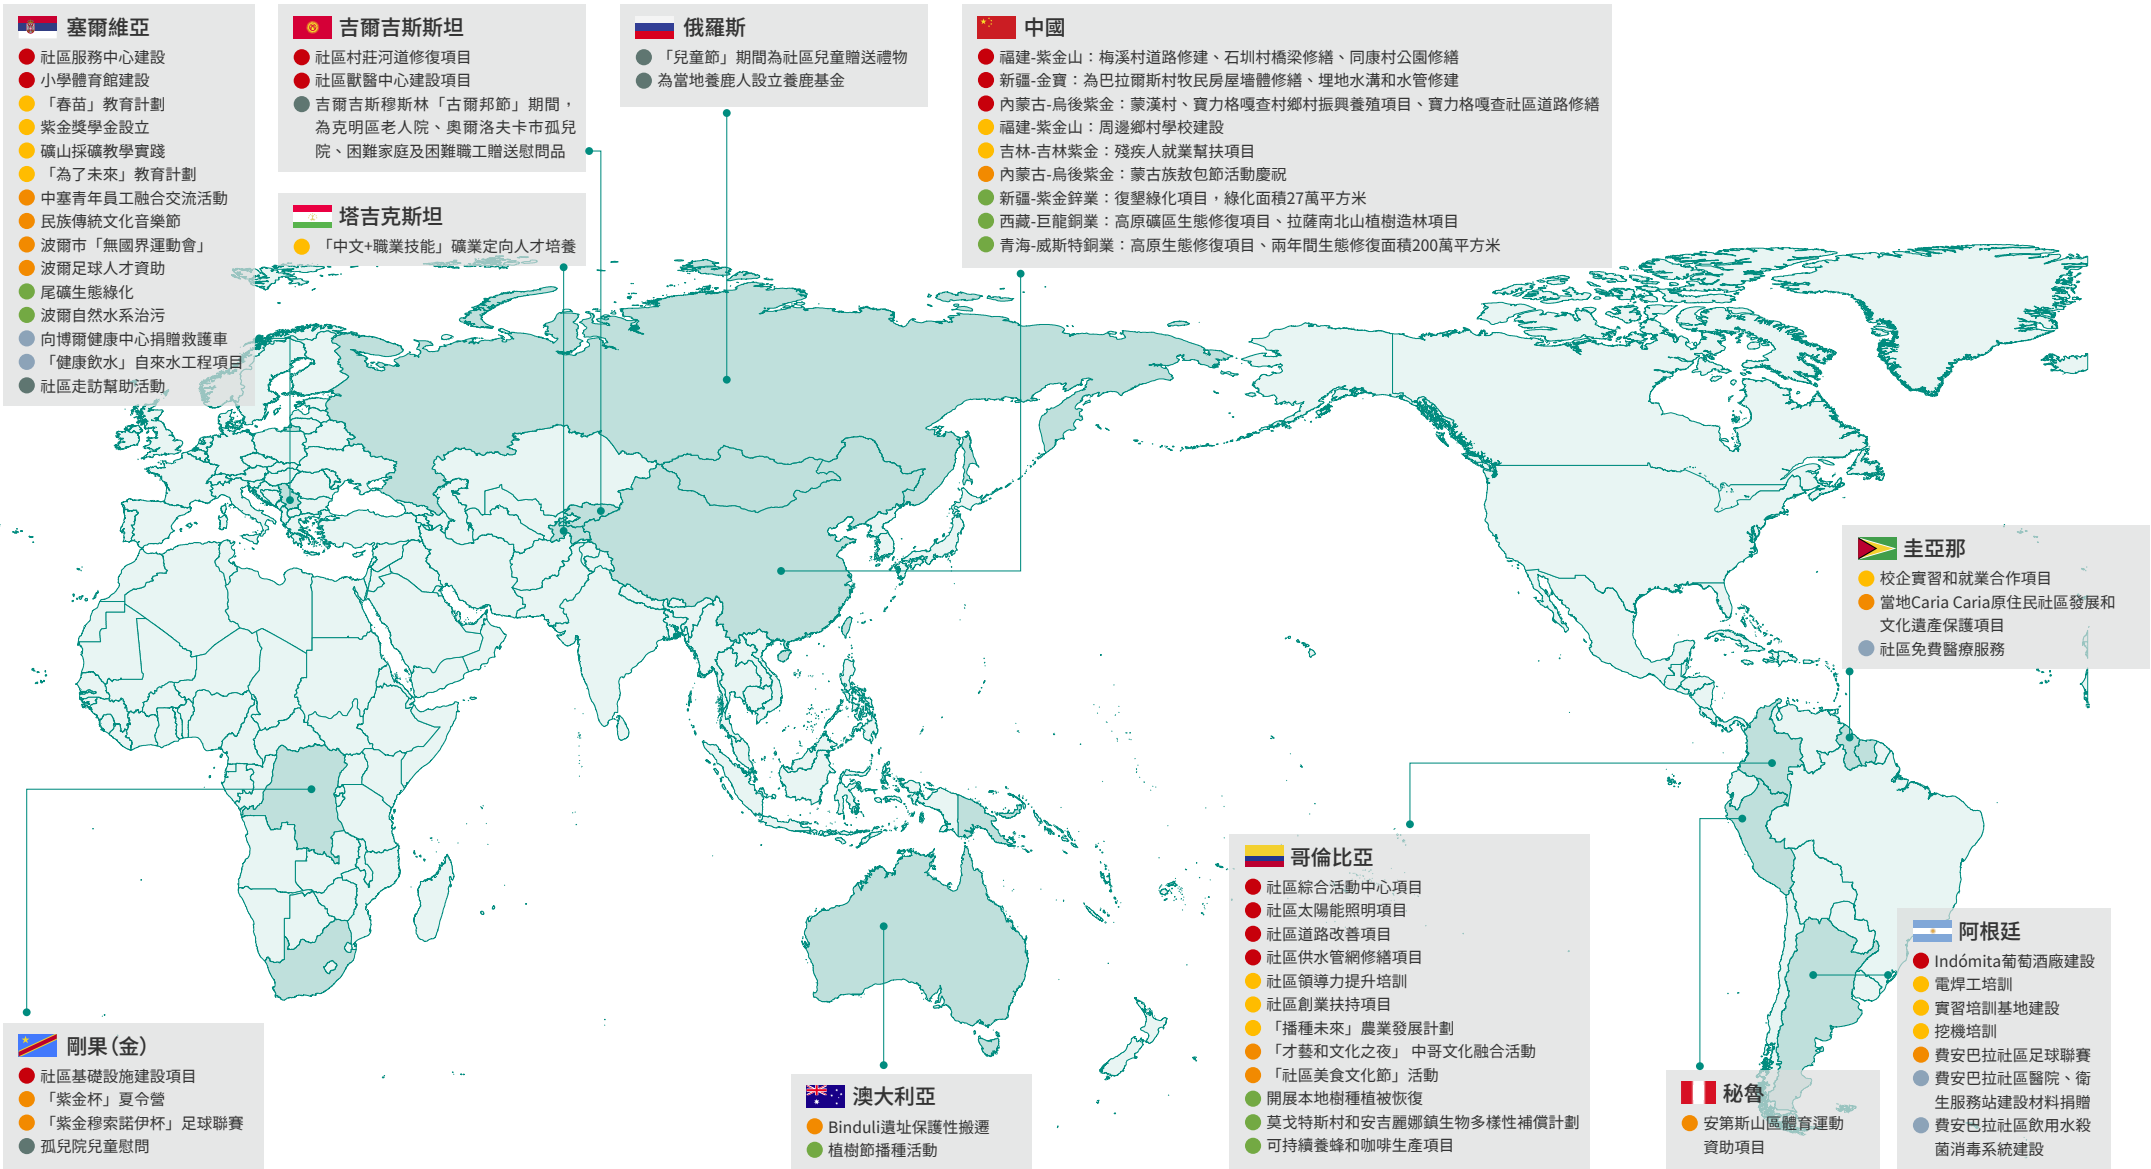 塞爾維亞
社區服務中心建設
小學體育館建設
「春苗」教育計劃
紫金獎學金設立
礦山採礦教學實踐
「為了未來」教育計劃
中塞青年員工融合交流活動
民族傳統文化音樂節
波爾市「無國界運動會」
波爾足球人才資助
尾礦生態綠化
波爾自然水系治污
向博爾健康中心捐贈救護車
「健康飲水」自來水工程項目
社區走訪幫助活動
吉爾吉斯斯坦
社區村莊河道修復項目
社區獸醫中心建設項目
吉爾吉斯穆斯林「古爾邦節」期間，
為克明區老人院、奧爾洛夫卡市孤兒
院、困難家庭及困難職工贈送慰問品
塔吉克斯坦
「中文+職業技能」礦業定向人才培養
俄羅斯
「兒童節」期間為社區兒童贈送禮物
為當地養鹿人設立養鹿基金
中國
福建-紫金山：梅溪村道路修建、石圳村橋梁修繕、同康村公園修繕
新疆-金寶：為巴拉爾斯村牧民房屋墻體修繕、埋地水溝和水管修建
內蒙古-烏後紫金：蒙漢村、寶力格嘎查村鄉村振興養殖項目、寶力格嘎查社區道路修繕
福建-紫金山：周邊鄉村學校建設
吉林-吉林紫金：殘疾人就業幫扶項目
內蒙古-烏後紫金：蒙古族敖包節活動慶祝
新疆-紫金鋅業：復墾綠化項目，綠化面積27萬平方米
西藏-巨龍銅業：高原礦區生態修復項目、拉薩南北山植樹造林項目
青海-威斯特銅業：高原生態修復項目、兩年間生態修復面積200萬平方米
圭亞那
校企實習和就業合作項目
當地Caria Caria原住民社區發展和
文化遺產保護項目
社區免費醫療服務
哥倫比亞
社區綜合活動中心項目
社區太陽能照明項目
社區道路改善項目
社區供水管網修繕項目
社區領導力提升培訓
社區創業扶持項目
「播種未來」農業發展計劃
「才藝和文化之夜」 中哥文化融合活動
「社區美食文化節」活動
開展本地樹種植被恢復
莫戈特斯村和安吉麗娜鎮生物多樣性補償計劃
可持續養蜂和咖啡生產項目
阿根廷
Indómita葡萄酒廠建設
電焊工培訓
實習培訓基地建設
挖機培訓
費安巴拉社區足球聯賽
費安巴拉社區醫院、衛
生服務站建設材料捐贈
費安巴拉社區飲用水殺
菌消毒系統建設
剛果（金）
社區基礎設施建設項目
「紫金杯」夏令營
「紫金穆索諾伊杯」足球聯賽
孤兒院兒童慰問
澳大利亞
Binduli遺址保護性搬遷
植樹節播種活動
秘魯
安第斯山區體育運動
資助項目